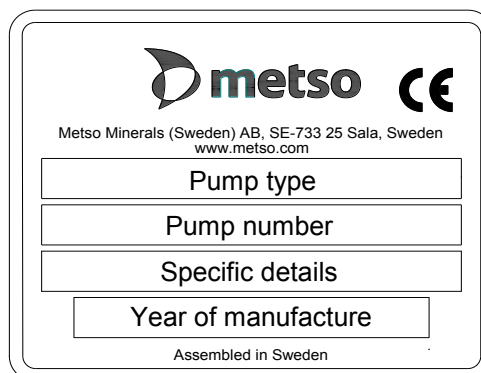 metso CE
Metso Minerals (Sweden) AB, SE-733 25 Sala, Sweden
www.metso.com
Pump type
Pump number
Specific details
Year of manufacture
Assembled in Sweden